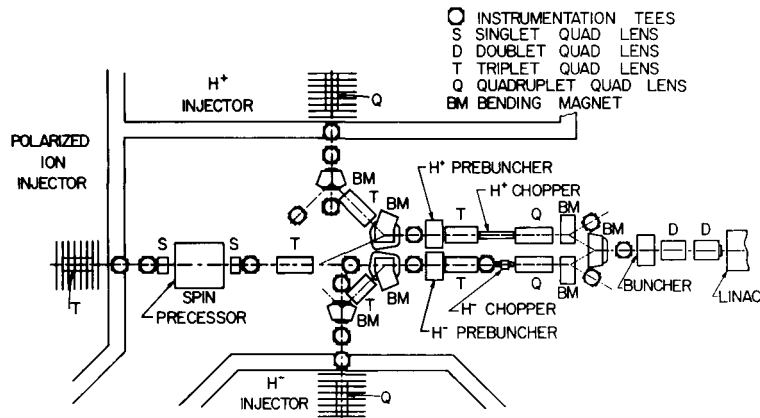 INSTRUMENTATION TEES
S SINGLET QUAD LENS
D DOUBLET QUAD LENS
T TRIPLET QUAD LENS
Q QUADRUPLET QUAD LENS
BM BENDING MAGNET
H+
INJECTOR
Q
POLARIZED
ION
INJECTOR
BM
T
BM
H+ PREBUNCHER
H+ CHOPPER
T
Q
BM
BM
D D
S
S
T
T
SPIN
PRECESSOR
T
BM
BM
T
Q
BM
H- CHOPPER
H- PREBUNCHER
BUNCHER
LINAC
H-
INJECTOR
Q